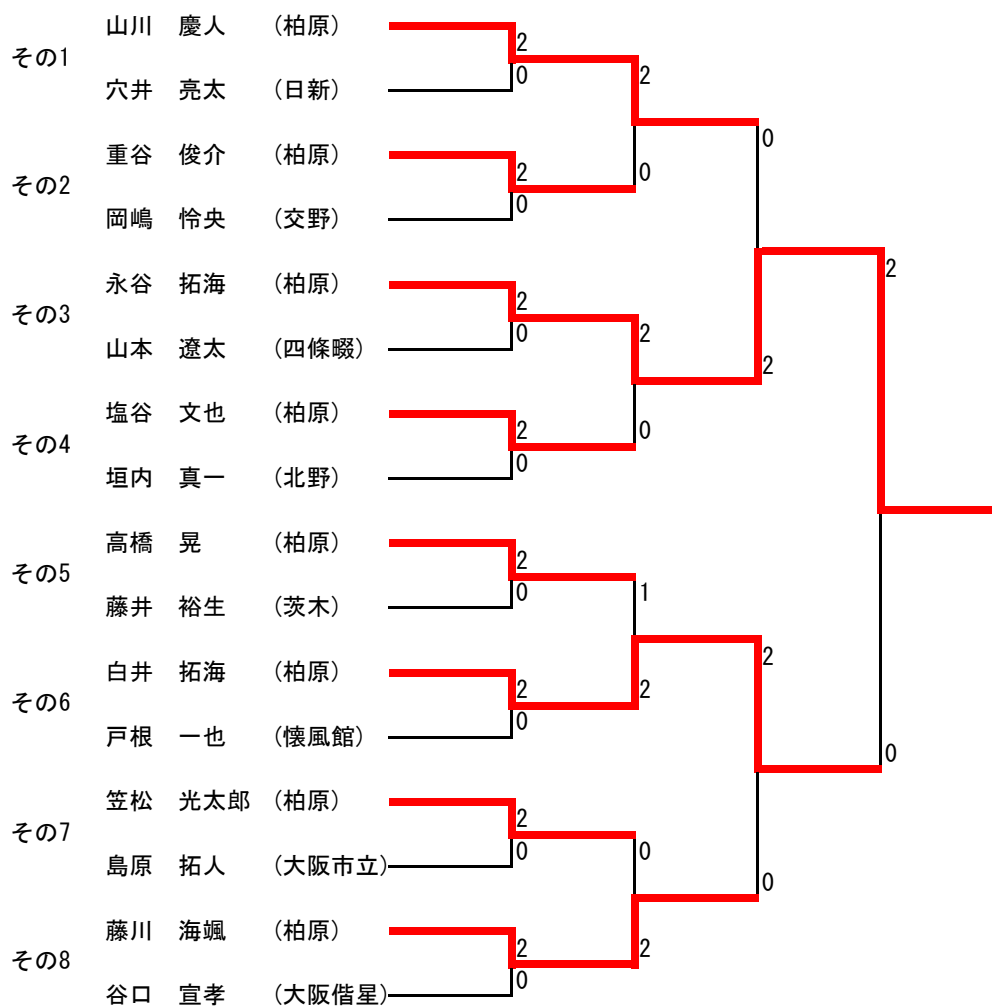 山川 慶人 (柏原)
2
その1
0
2
穴井 亮太 (日新)
0
重谷 俊介 (柏原)
2
0
その2
0
岡嶋 怜央 (交野)
2
永谷 拓海 (柏原)
2
その3
0
2
山本 遼太 (四條畷)
2
塩谷 文也 (柏原)
2
0
その4
0
垣内 真一 (北野)
高橋 晃 (柏原)
2
その5
0
1
藤井 裕生 (茨木)
2
白井 拓海 (柏原)
2
2
その6
0
戸根 一也 (懐風館)
0
笠松 光太郎 (柏原)
2
その7
0
0
島原 拓人 (大阪市立)
0
藤川 海颯 (柏原)
2
2
その8
0
谷口 宣孝 (大阪偕星)